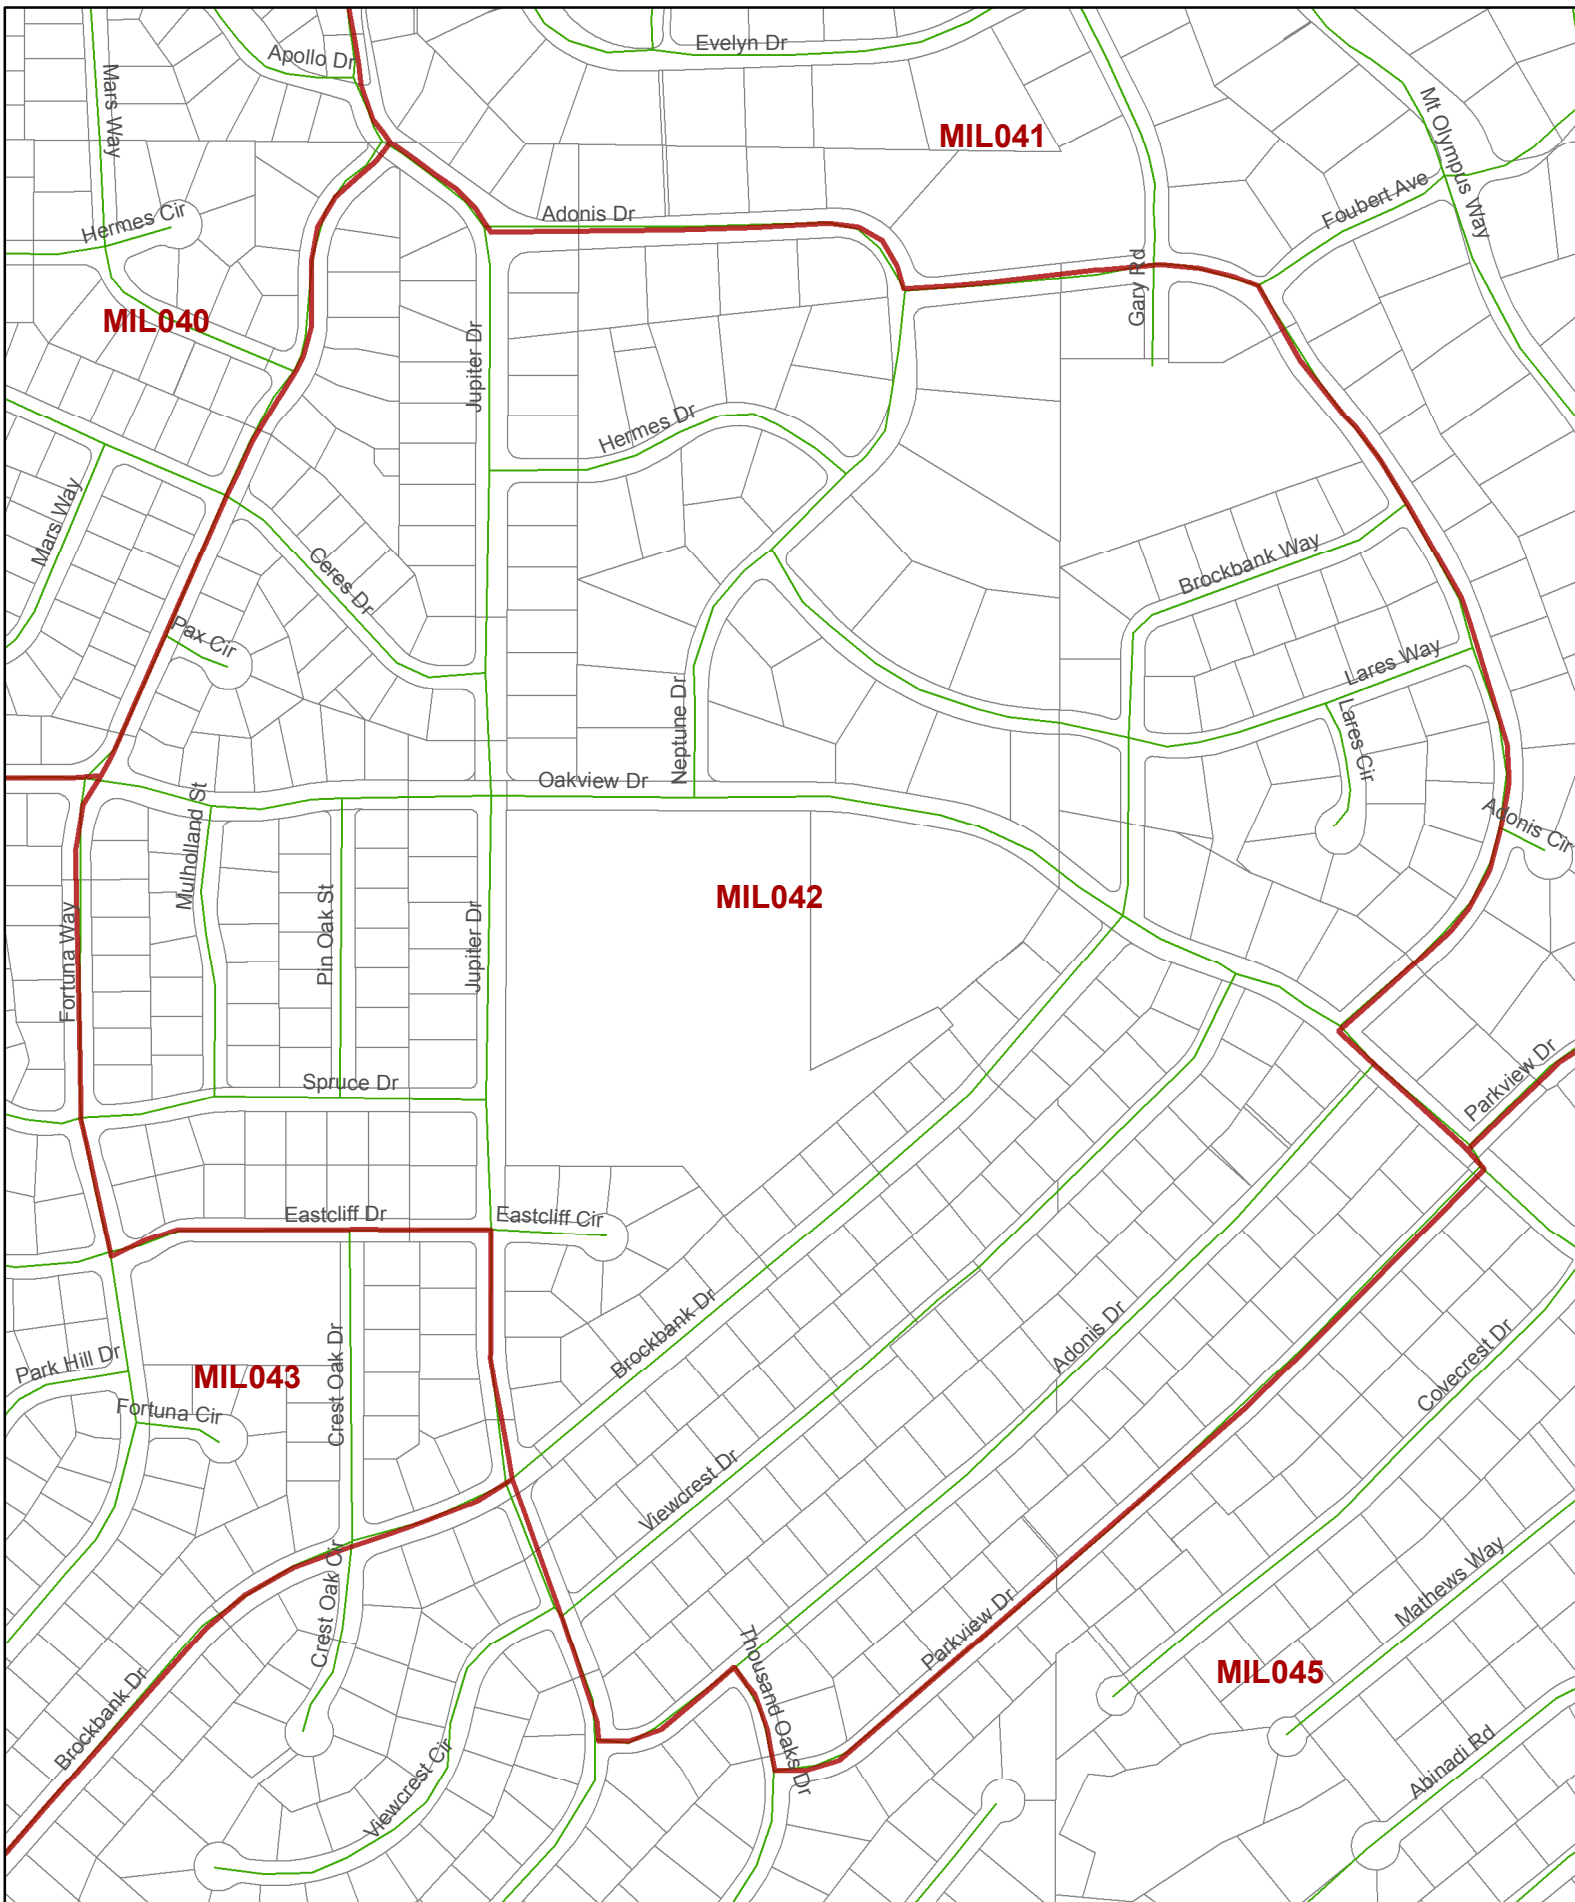 Evelyn Dr
Apollo Dr
Mars Way
Mt Olympus Way
MIL041
Foubert Ave
Adonis Dr
Hermes Cir
Gary Rd
MIL040
Jupiter Dr
Hermes Dr
Mars Way
Brockbank Way
Ceres Dr
Pax Cir
Lares Way
Neptune Dr
Lares Cir
Oakview Dr
Mulholland St
Adonis Cir
MIL042
Pin Oak St
Jupiter Dr
Fortuna Way
Spruce Dr
Parkview Dr
Eastcliff Dr
Eastcliff Cir
Brockbank Dr
Adonis Dr
Park Hill Dr
MIL043
Crest Oak Dr
Covecrest Dr
Fortuna Cir
Viewcrest Dr
Crest Oak Cir
Mathews Way
Parkview Dr
Thousand Oaks Dr
MIL045
Brockbank Dr
Viewcrest Cir
Abinadi Rd